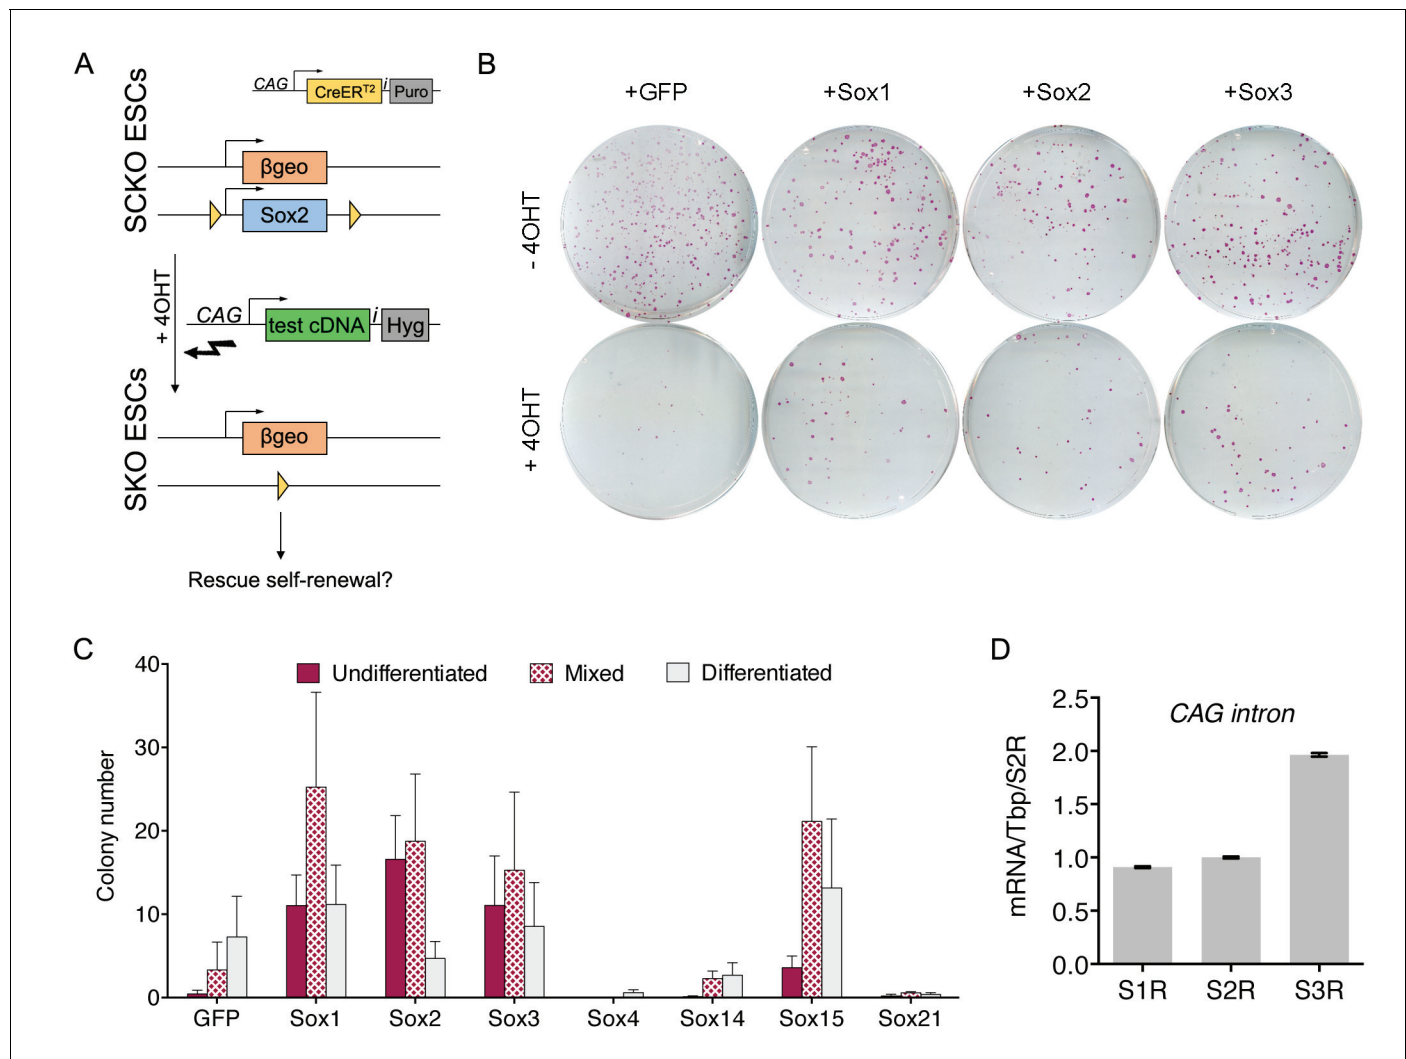 A
SCKO ESCs
CAG
CreERT2
i
Puro
βgeo
Sox2
+ 4OHT
CAG
test cDNA
i
Hyg
SKO ESCs
βgeo
Rescue self-renewal?
B
+GFP
+Sox1
+Sox2
+Sox3
- 4OHT
+ 4OHT
C
Undifferentiated
Mixed
Differentiated
Colony number
40
30
20
10
0
GFP
Sox1
Sox2
Sox3
Sox4
Sox14
Sox15
Sox21
D
CAG intron
mRNA/Tbp/S2R
2.5
2.0
1.5
1.0
0.5
0.0
S1R
S2R
S3R